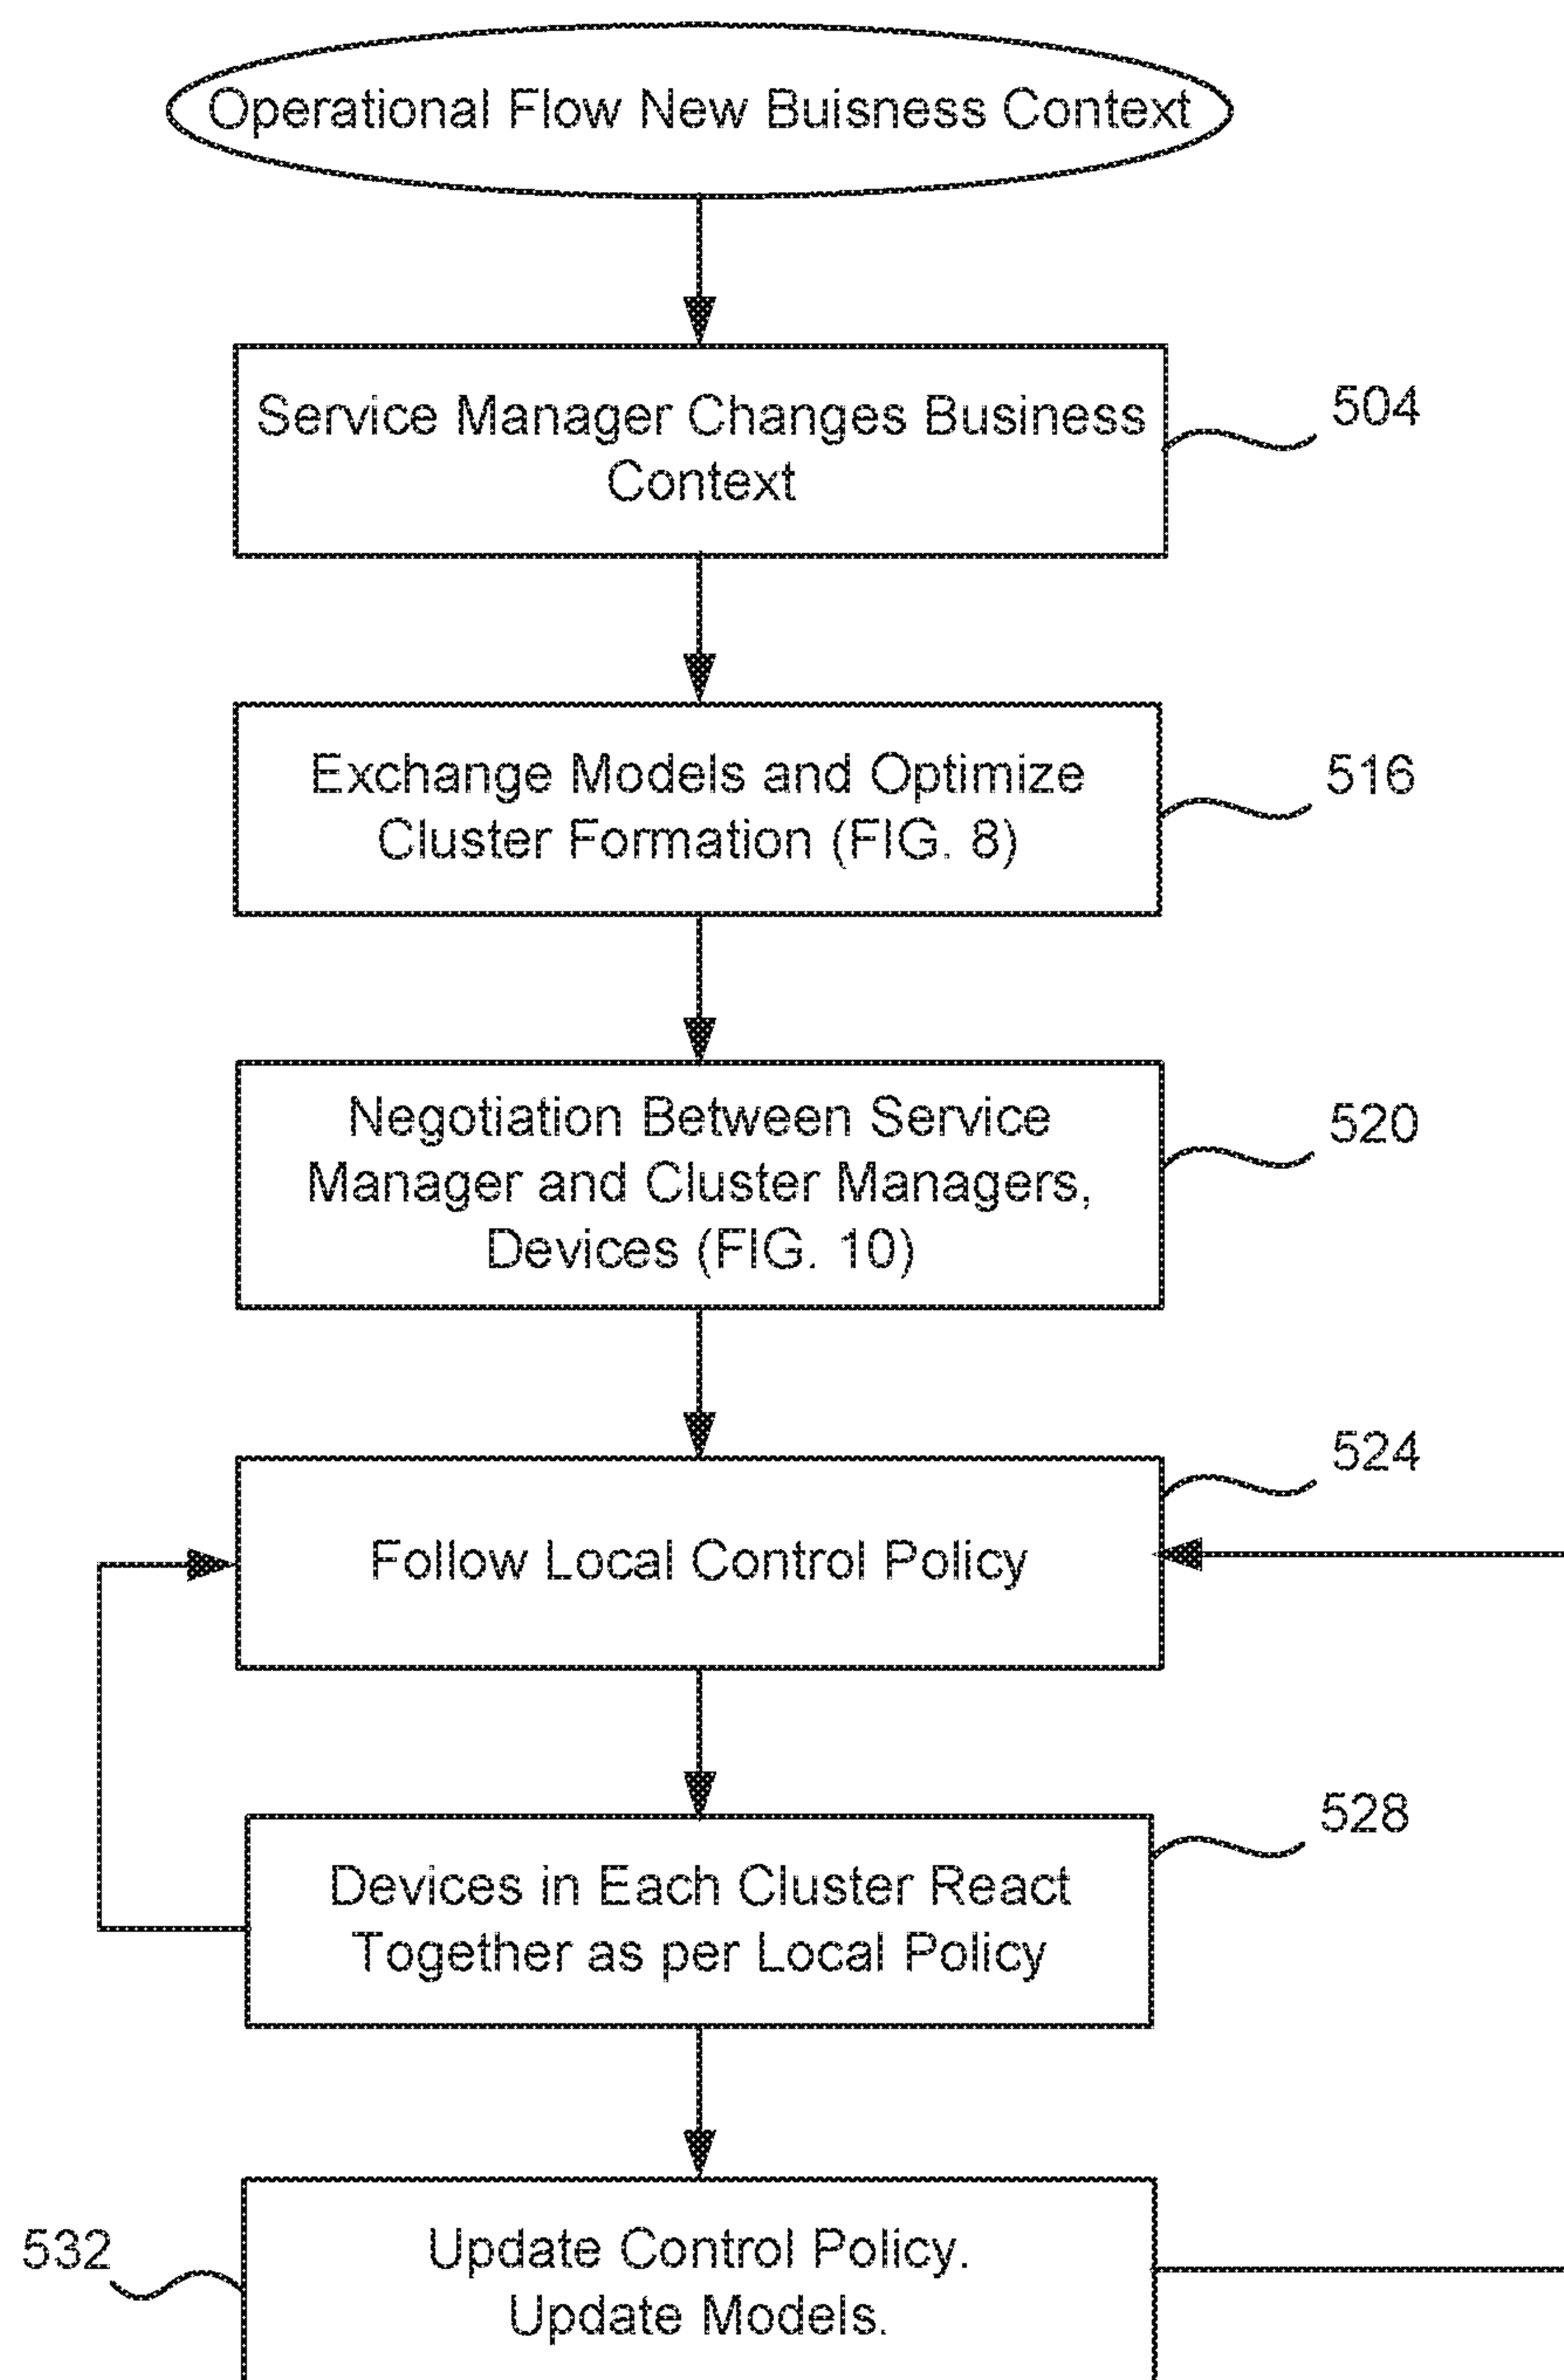 Operational Flow New Buisness Context
Service Manager Changes Business
Context
504
Exchange Models and Optimize
Cluster Formation (FIG. 8)
516
Negotiation Between Service
Manager and Cluster Managers,
Devices (FIG. 10)
520
Follow Local Control Policy
524
Devices in Each Cluster React
Together as per Local Policy
528
532
Update Control Policy.
Update Models.